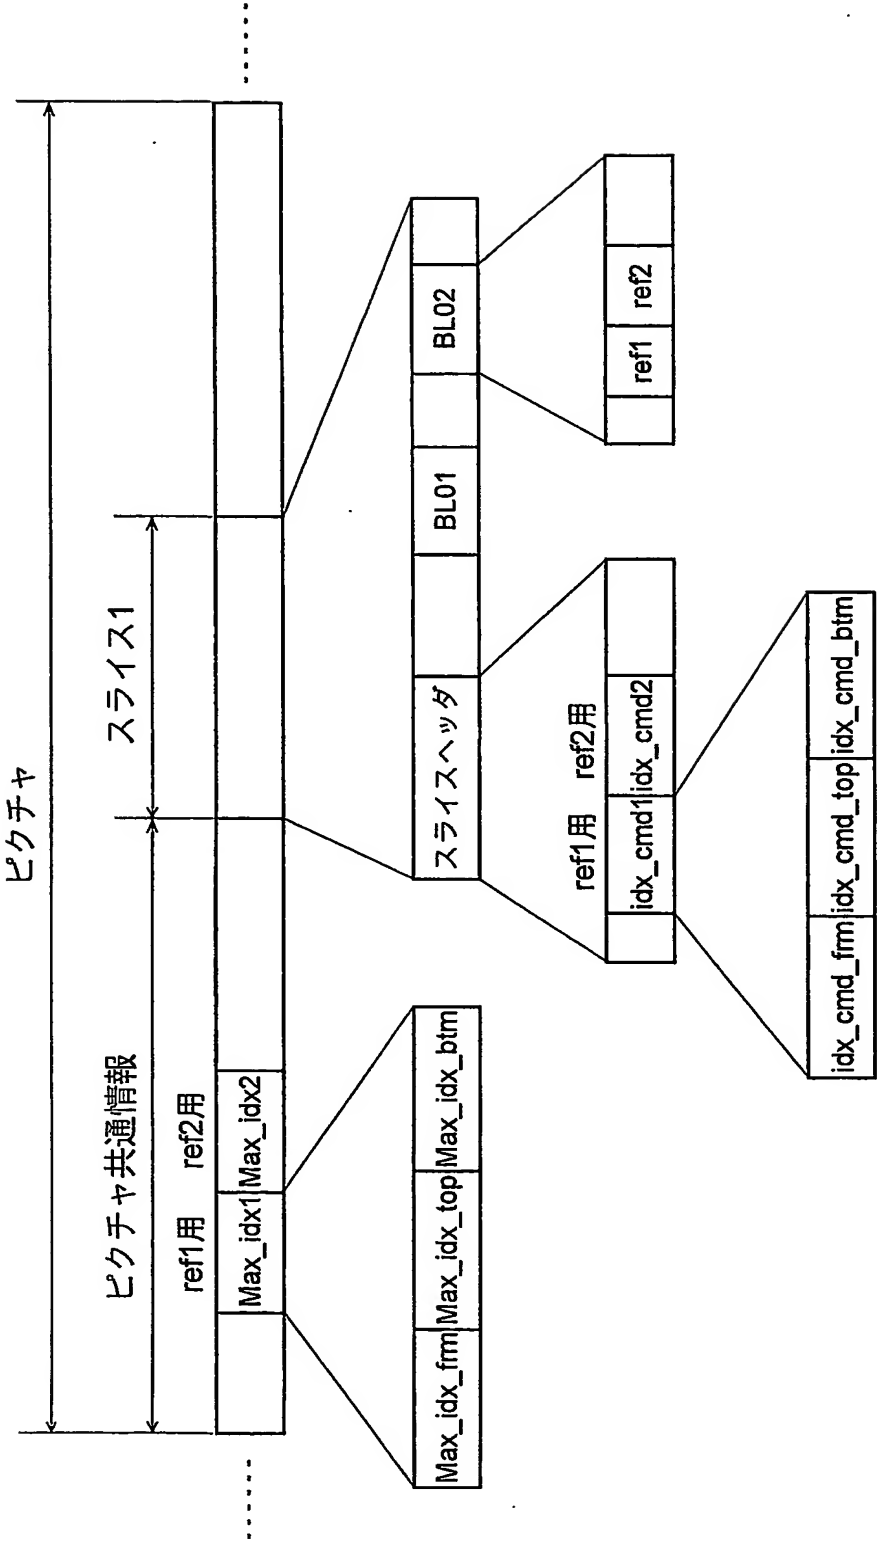 ピクチャ
ピクチャ共通情報
スライス1
ref1用
ref2用
Max_idx1
Max_idx2
Max_idx_frm
Max_idx_top
Max_idx_btm
スライスヘッダ
BL01
BL02
ref1用
ref2用
idx_cmd1
idx_cmd2
ref1
ref2
idx_cmd_frm
idx_cmd_top
idx_cmd_btm